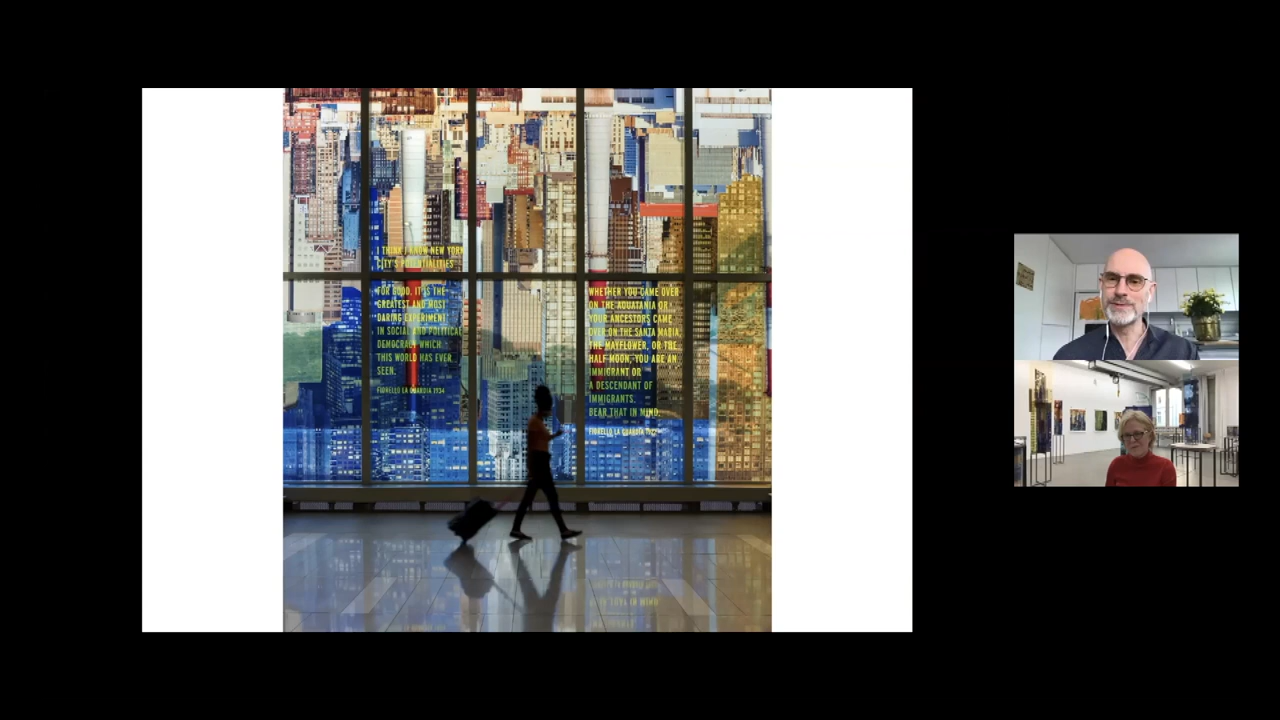 I THINK I KNOW NEW YORK
CITY'S POTENTIALITIES
FOR GOOD. IT IS THE
GREATEST AND MOST
DARING EXPERIMENT
IN SOCIAL AND POLITICAL
DEMOCRACY WHICH
THIS WORLD HAS EVER
SEEN.
FIORELLO LA GUARDIA 1934
WHETHER YOU CAME OVER
ON THE AQUATANIA OR
YOUR ANCESTORS CAME
OVER ON THE SANTA MARIA,
THE MAYFLOWER, OR THE
HALF MOON, YOU ARE AN
IMMIGRANT OR
A DESCENDANT OF
IMMIGRANTS.
BEAR THAT IN MIND.
FIORELLO LA GUARDIA